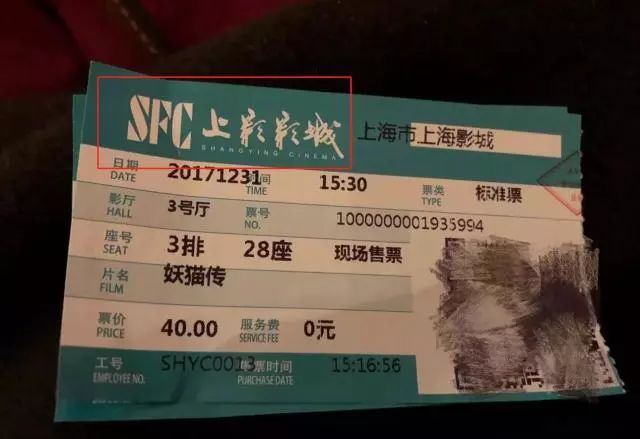 SFC 上影影城 上海市上海影城
SHANGYING CINEMA
日期 20171231 时间 15:30 票类 标准票
DATE TIME TYPE
影厅 3号厅 票号 1000000001935994
HALL NO.
座号 3排 28座 现场售票
SEAT
片名 妖猫传
FILM
票价 40.00 服务费 0元
PRICE SERVICE FEE
工号 SHYC0013 售票时间 15:16:56
EMPLOYEE NO. PURCHASE DATE